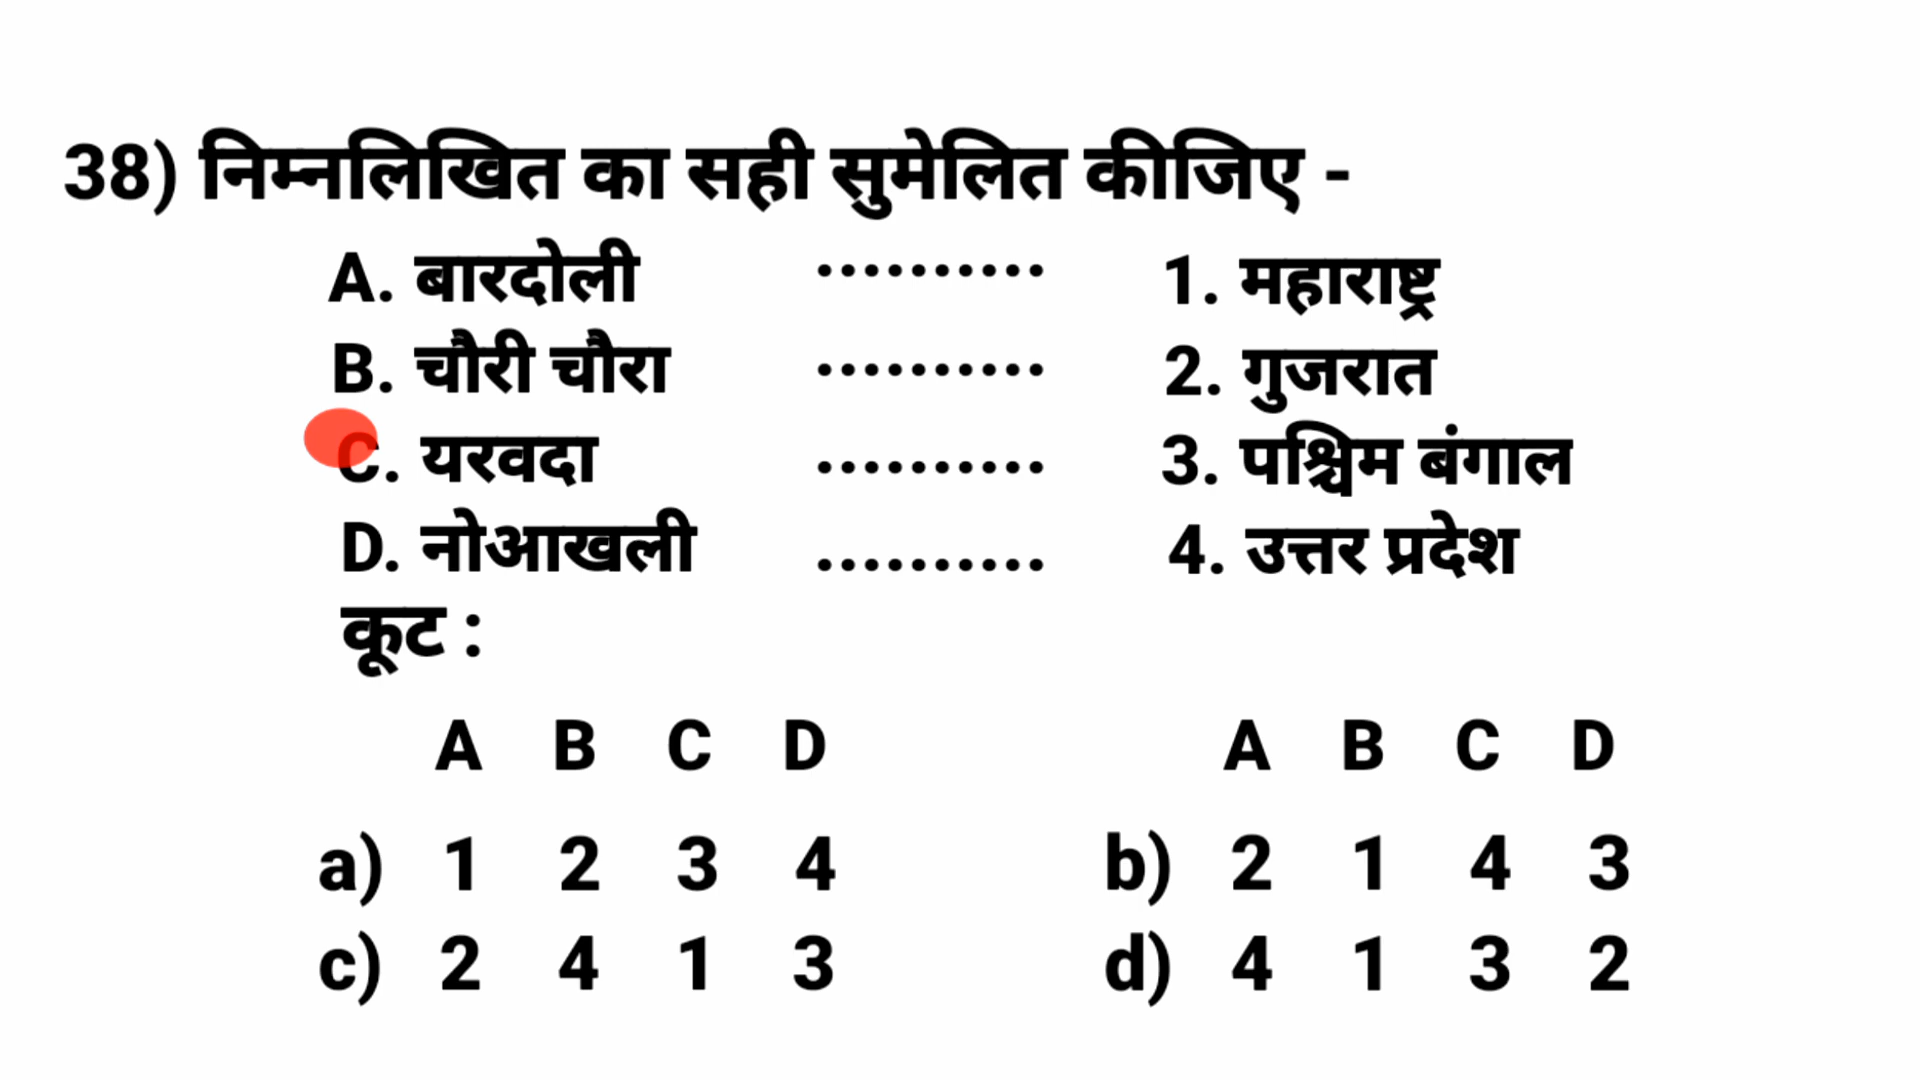 38) निम्नलिखित का सही सुमेलित कीजिए -
A. बारदोली .......... 1. महाराष्ट्र
B. चौरी चौरा .......... 2. गुजरात
C. यरवदा .......... 3. पश्चिम बंगाल
D. नोआखली .......... 4. उत्तर प्रदेश
कूट :
A B C D A B C D
a) 1 2 3 4 b) 2 1 4 3
c) 2 4 1 3 d) 4 1 3 2